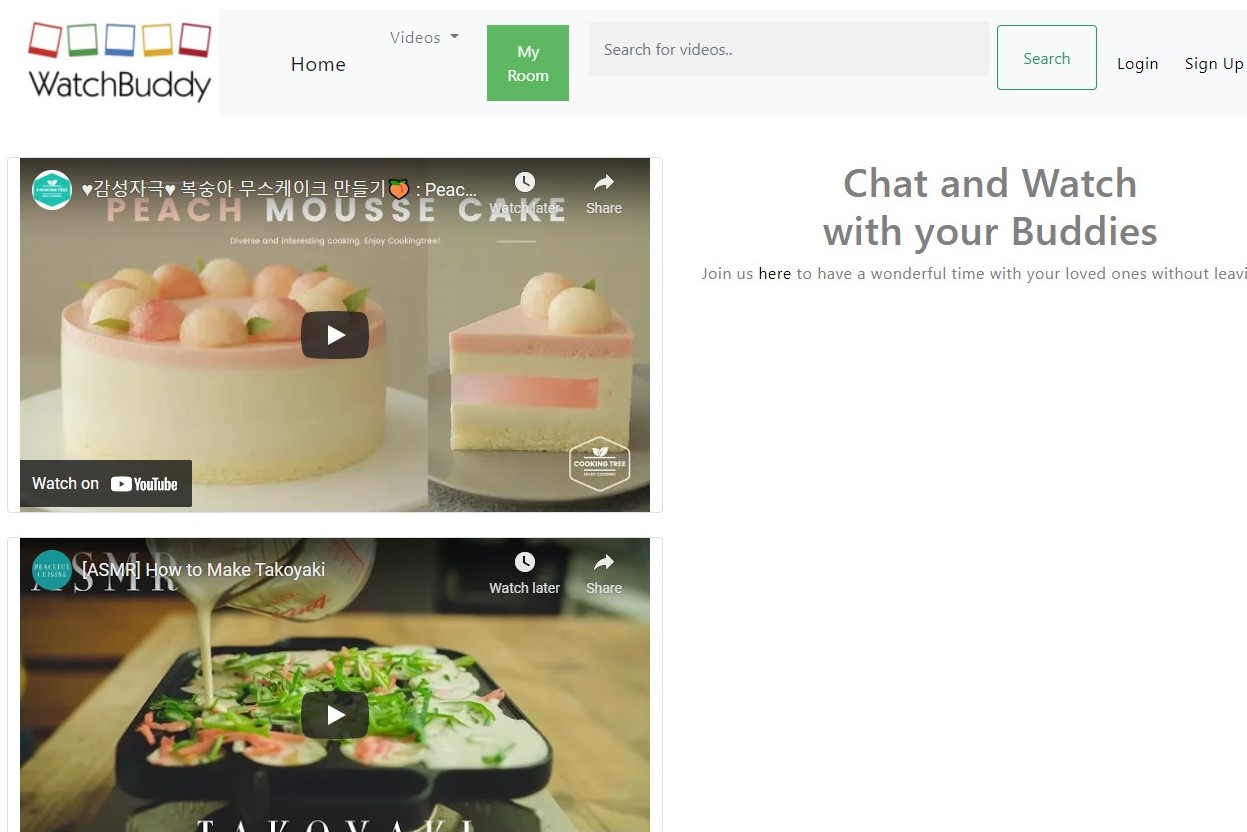 WatchBuddy
Home
Videos
My
Room
Search for videos..
Search
Login
Sign Up
♥감성자극♥ 복숭아 무스케이크 만들기🍑 : Peac...
Watch later
Share
PEACH MOUSSE CAKE
Diverse and interesting cooking. Enjoy Cookingtree!
COOKING TREE
COOKING TREE
ENJOY COOKING
Watch on YouTube
Chat and Watch
with your Buddies
Join us here to have a wonderful time with your loved ones without leavi
PEACEFUL
CUISINE
ASMR
[ASMR] How to Make Takoyaki
Watch later
Share
TAKOYAKI